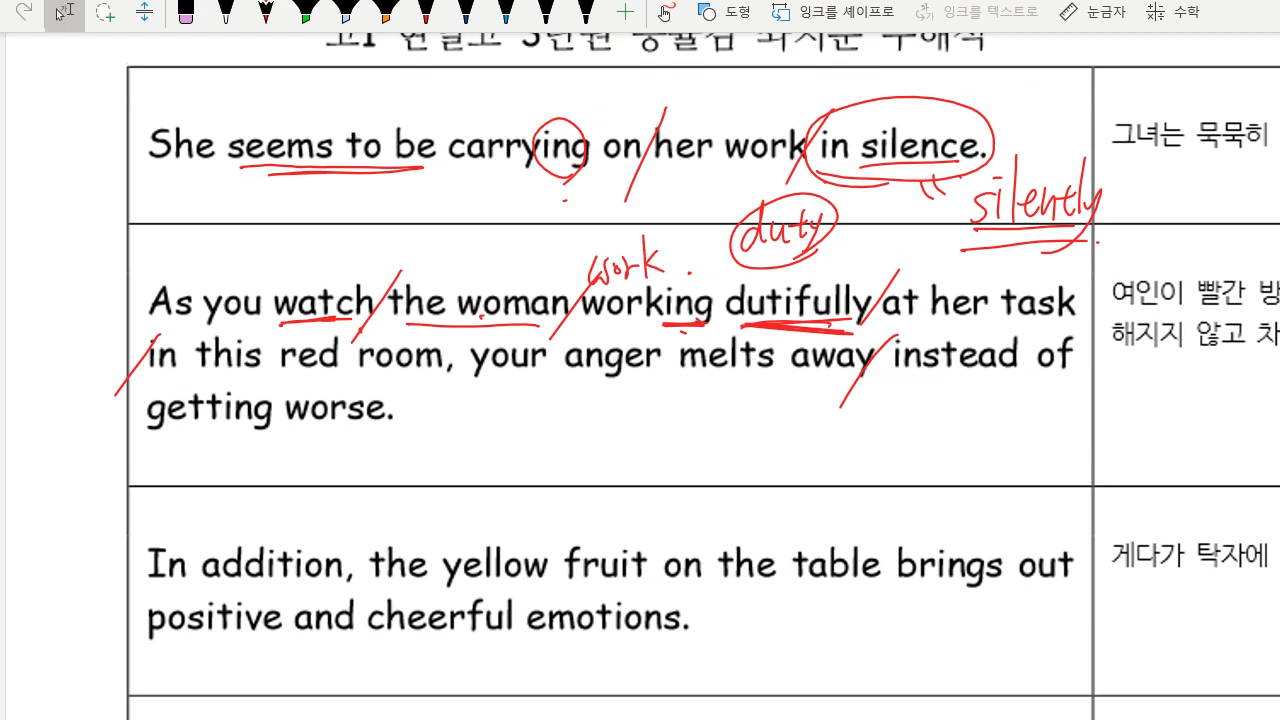 도형 잉크를 셰이프로 잉크를 텍스트로 눈금자 수학
She seems to be carrying on her work in silence.
그녀는 묵묵히
silently
duty
work
As you watch the woman working dutifully at her task
in this red room, your anger melts away instead of
getting worse.
여인이 빨간 방
해지지 않고 차
In addition, the yellow fruit on the table brings out
positive and cheerful emotions.
게다가 탁자에